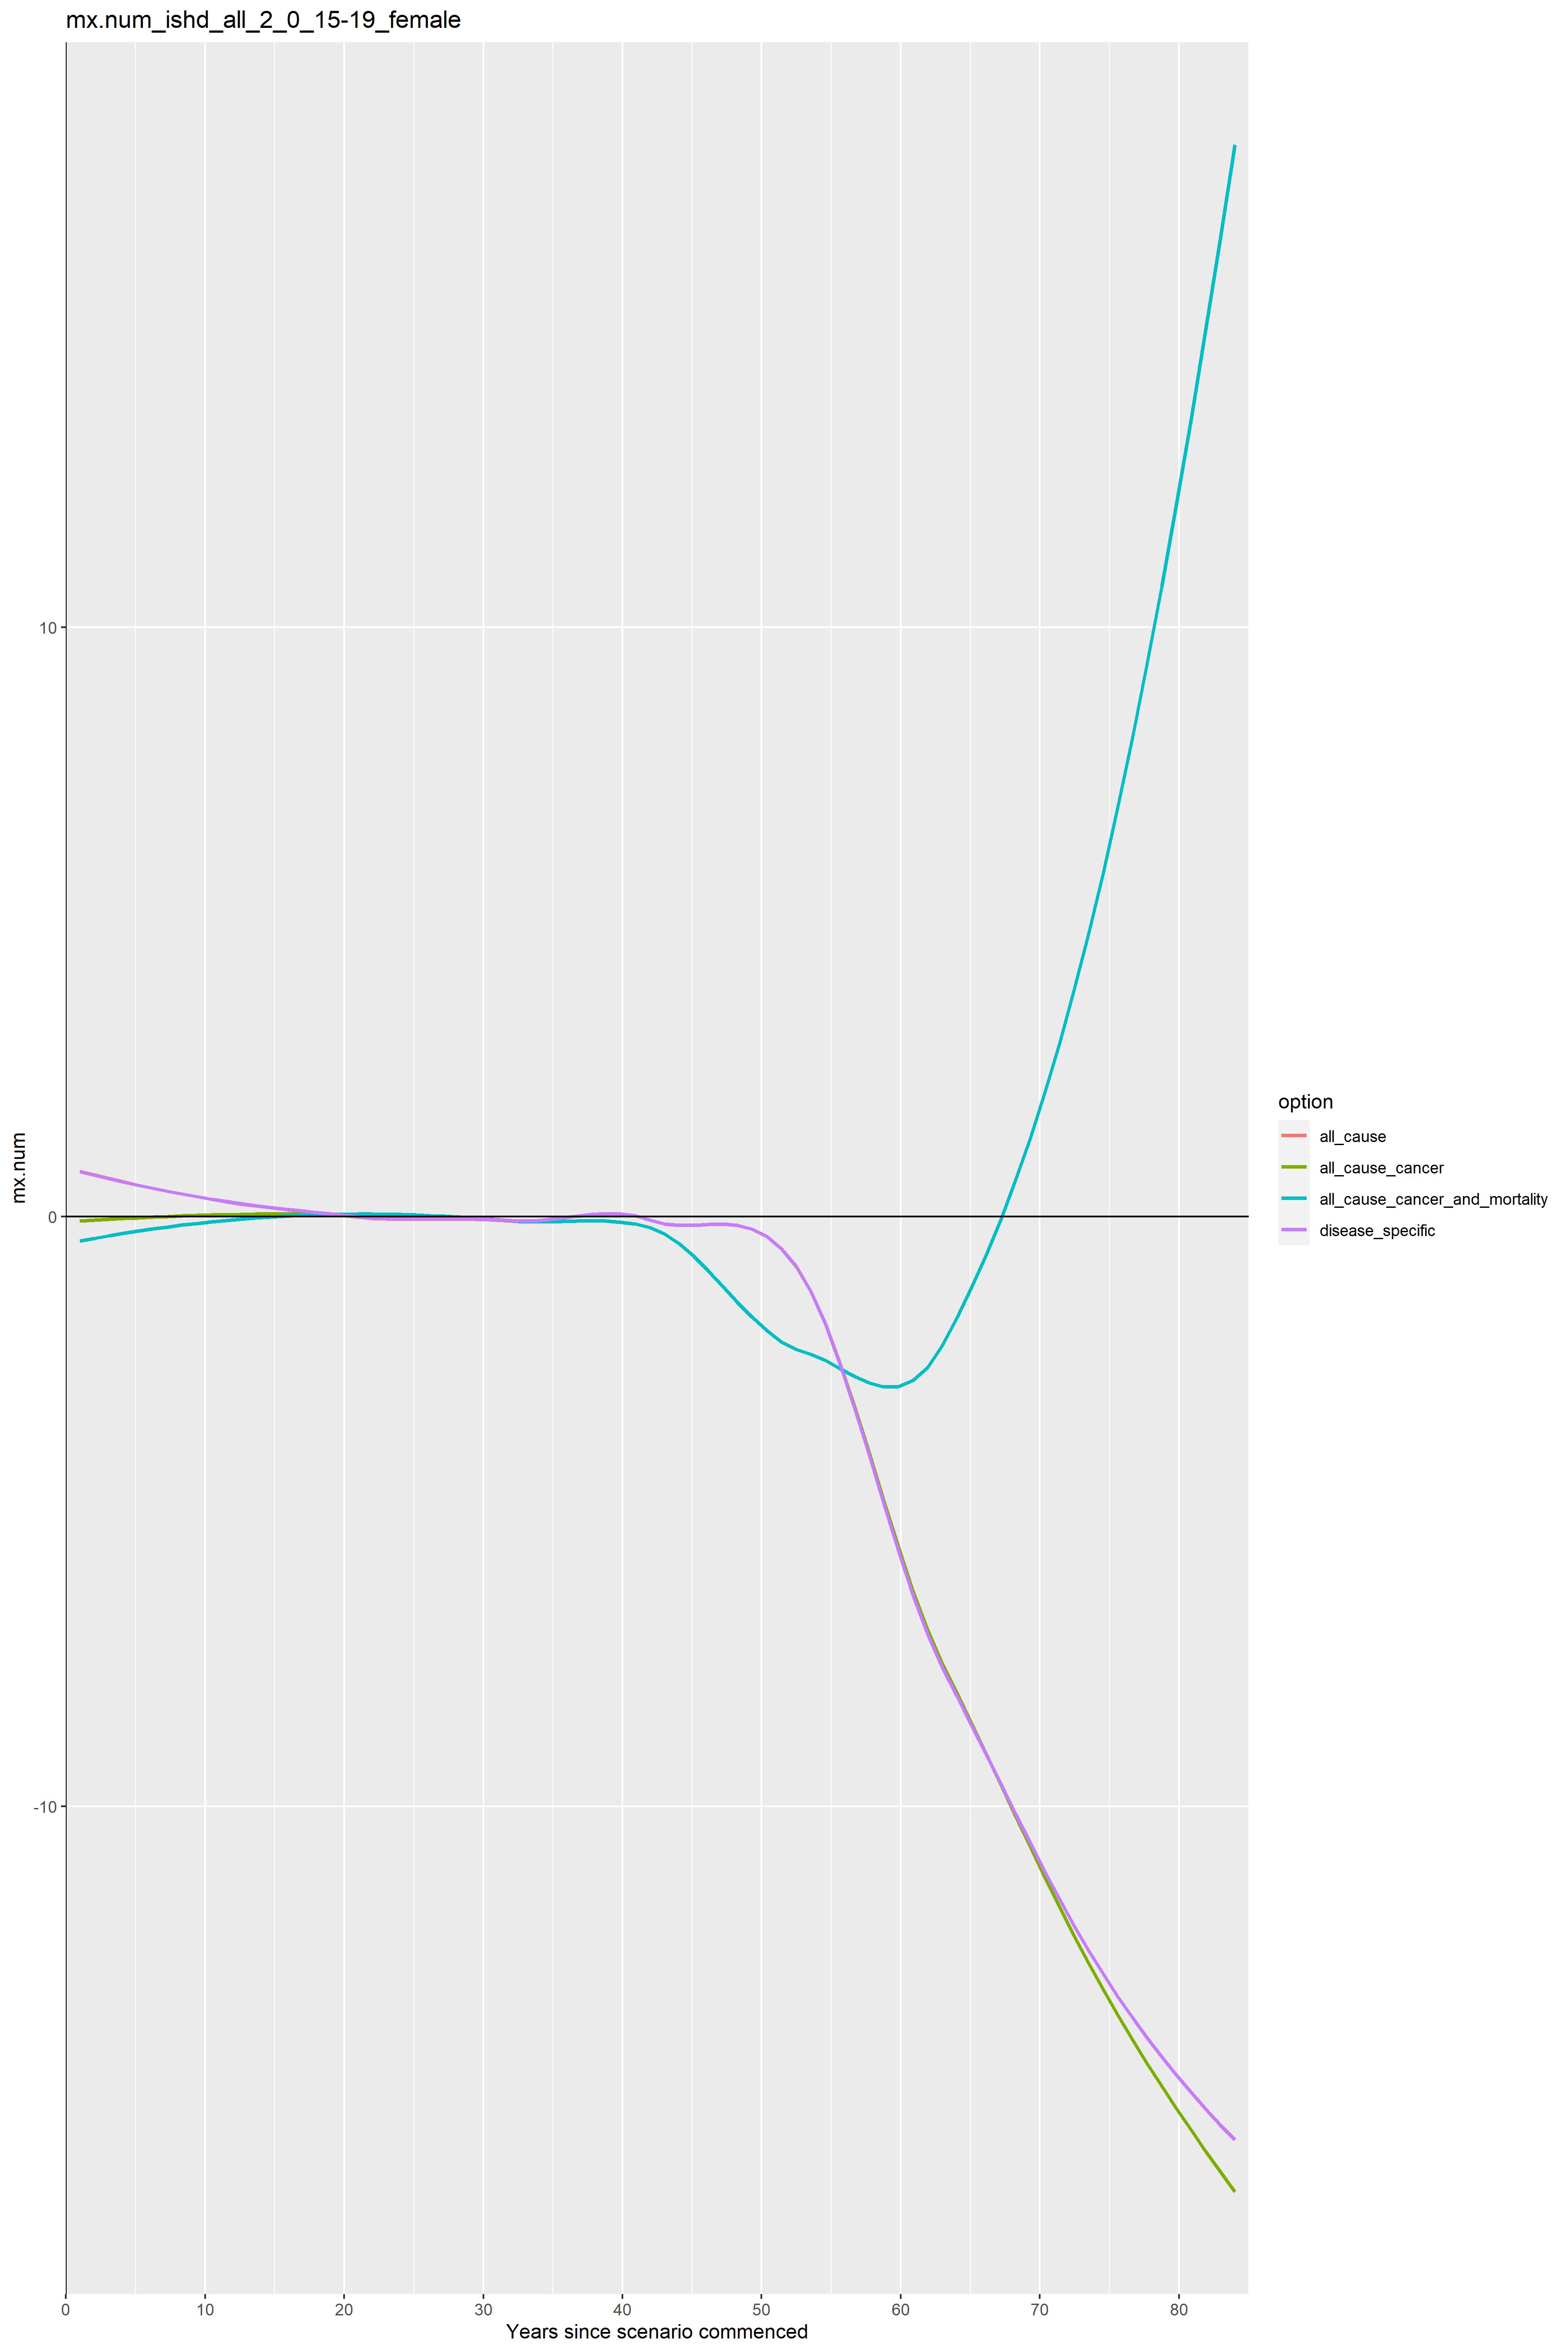 mx.num_ishd_all_2_0_15-19_female
mx.num
10
0
-10
0 10 20 30 40 50 60 70 80
Years since scenario commenced
option
all_cause
all_cause_cancer
all_cause_cancer_and_mortality
disease_specific